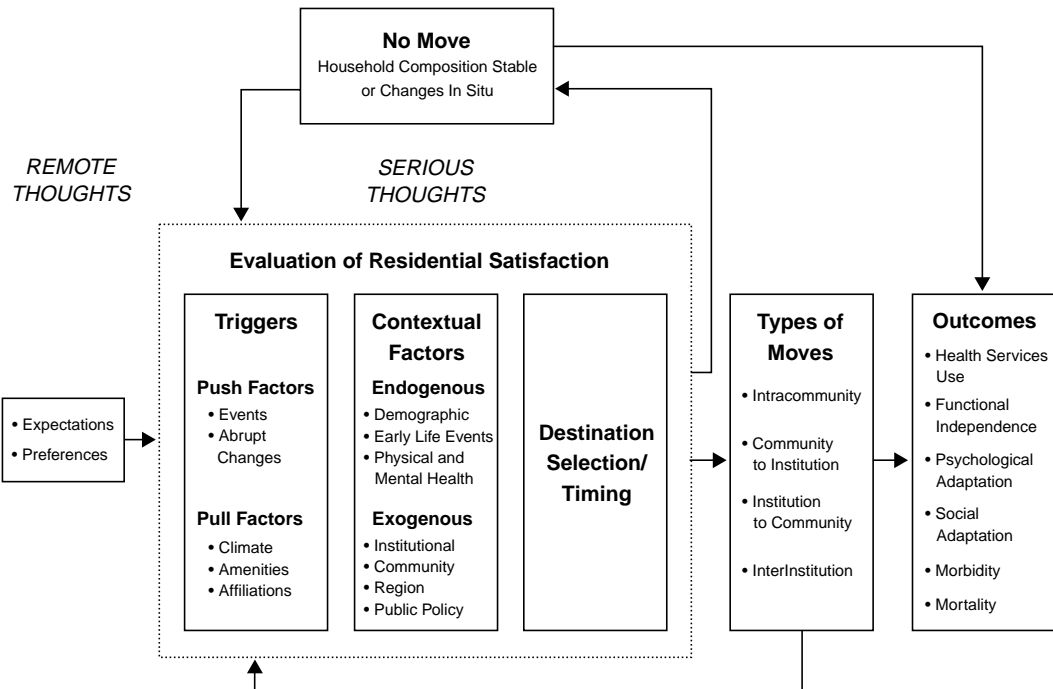 No Move
Household Composition Stable
or Changes In Situ
REMOTE
THOUGHTS
SERIOUS
THOUGHTS
Evaluation of Residential Satisfaction
• Expectations
• Preferences
Triggers
Push Factors
• Events
• Abrupt
Changes
Pull Factors
• Climate
• Amenities
• Affiliations
Contextual
Factors
Endogenous
• Demographic
• Early Life Events
• Physical and
Mental Health
Exogenous
• Institutional
• Community
• Region
• Public Policy
Destination
Selection/
Timing
Types of
Moves
• Intracommunity
• Community
to Institution
• Institution
to Community
• InterInstitution
Outcomes
• Health Services
Use
• Functional
Independence
• Psychological
Adaptation
• Social
Adaptation
• Morbidity
• Mortality